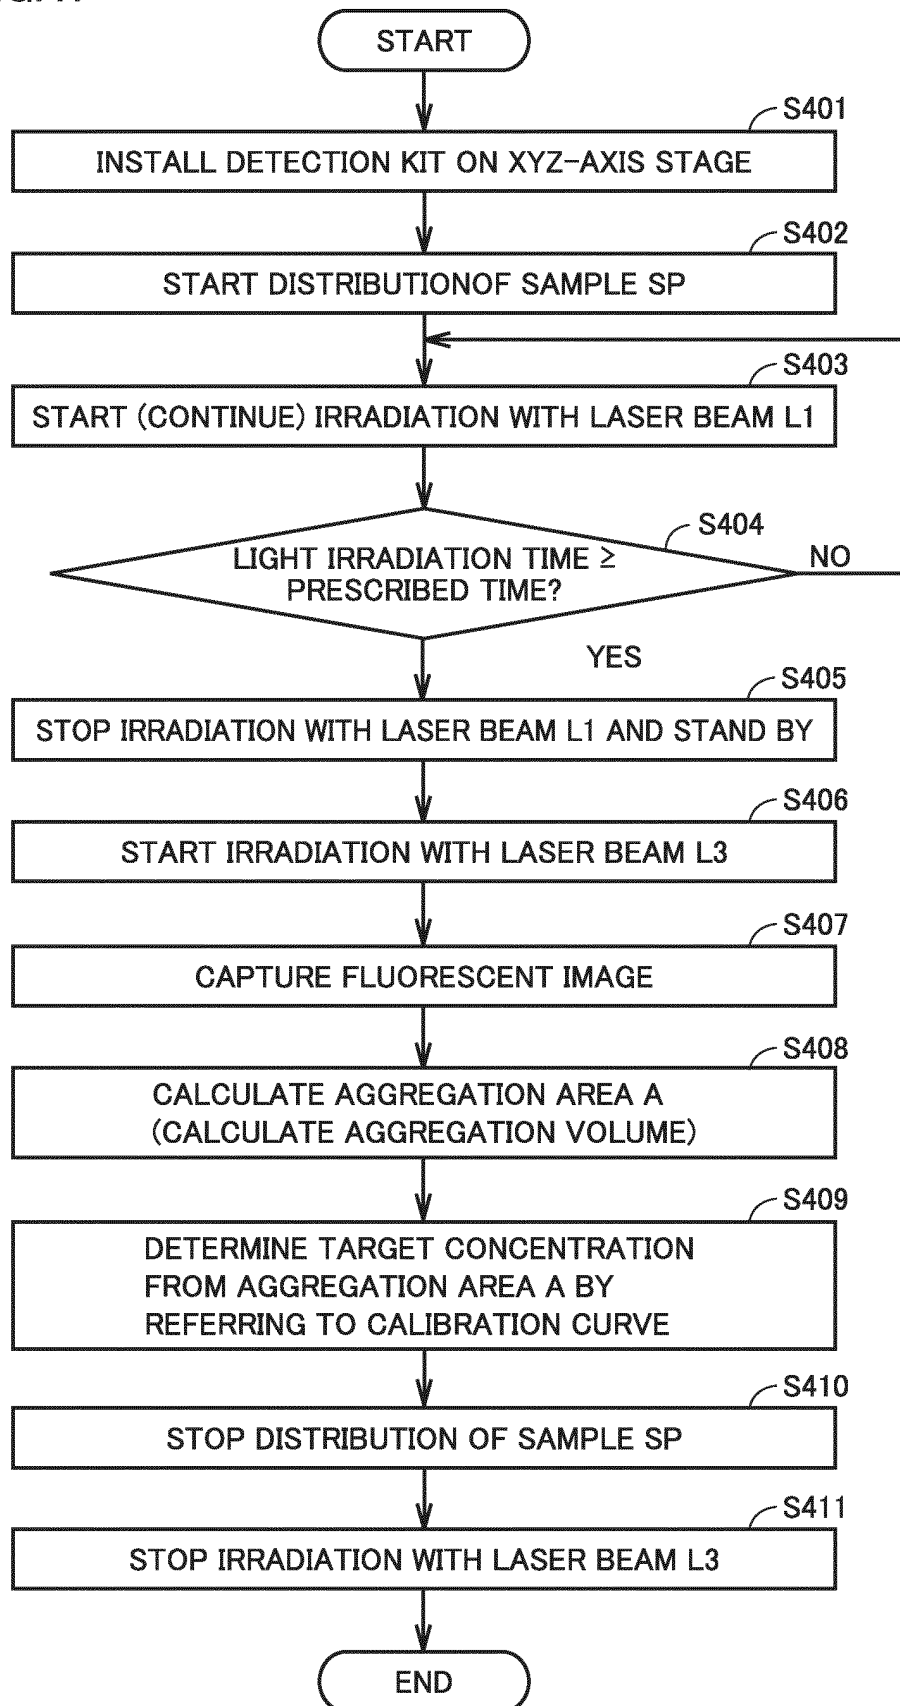 START
S401
INSTALL DETECTION KIT ON XYZ-AXIS STAGE
S402
START DISTRIBUTIONOF SAMPLE SP
S403
START (CONTINUE) IRRADIATION WITH LASER BEAM L1
S404
LIGHT IRRADIATION TIME ≥
PRESCRIBED TIME?
NO
YES
S405
STOP IRRADIATION WITH LASER BEAM L1 AND STAND BY
S406
START IRRADIATION WITH LASER BEAM L3
S407
CAPTURE FLUORESCENT IMAGE
S408
CALCULATE AGGREGATION AREA A
(CALCULATE AGGREGATION VOLUME)
S409
DETERMINE TARGET CONCENTRATION
FROM AGGREGATION AREA A BY
REFERRING TO CALIBRATION CURVE
S410
STOP DISTRIBUTION OF SAMPLE SP
S411
STOP IRRADIATION WITH LASER BEAM L3
END